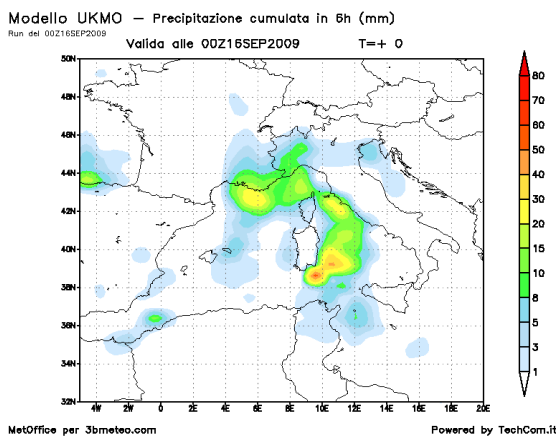 Modello UKMO – Precipitazione cumulata in 6h (mm)
Run del 00Z16SEP2009
Valida alle 00Z16SEP2009 T=+ 0
50N
48N
46N
44N
42N
40N
38N
36N
34N
32N
4W 2W 0 2E 4E 6E 8E 10E 12E 14E 16E 18E 20E
80
70
60
50
40
30
20
15
10
8
5
3
1
MetOffice per 3bmeteo.com Powered by TechCom.it